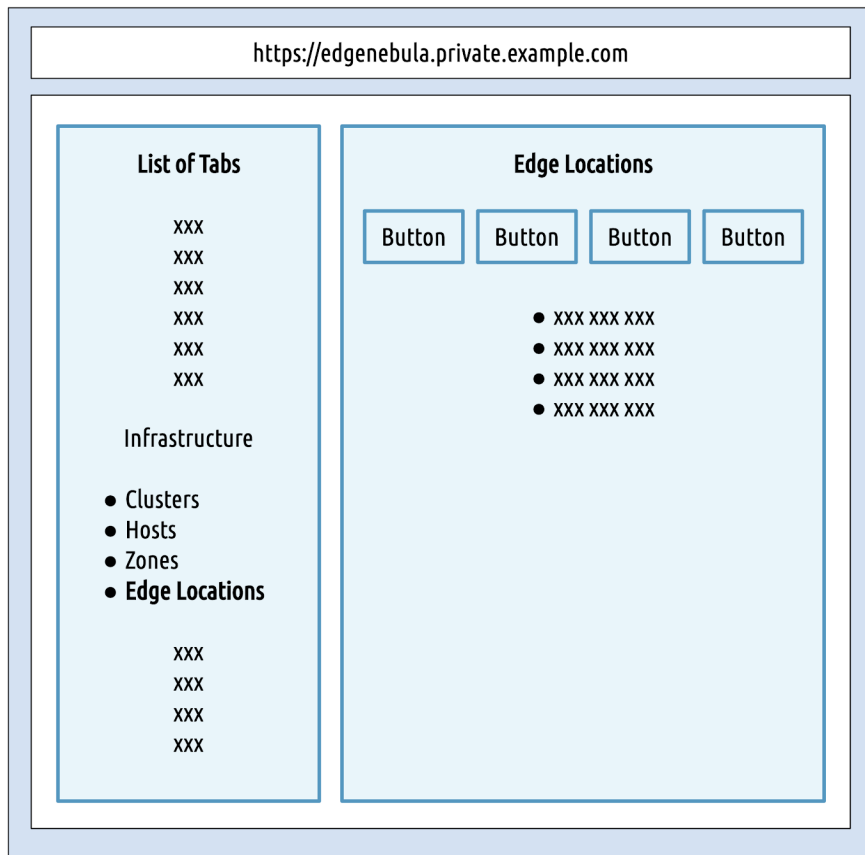 https://edgenebula.private.example.com
List of Tabs
xxx
xxx
xxx
xxx
xxx
xxx
Infrastructure
● Clusters
● Hosts
● Zones
● Edge Locations
xxx
xxx
xxx
xxx
Edge Locations
Button Button Button Button
● xxx xxx xxx
● xxx xxx xxx
● xxx xxx xxx
● xxx xxx xxx